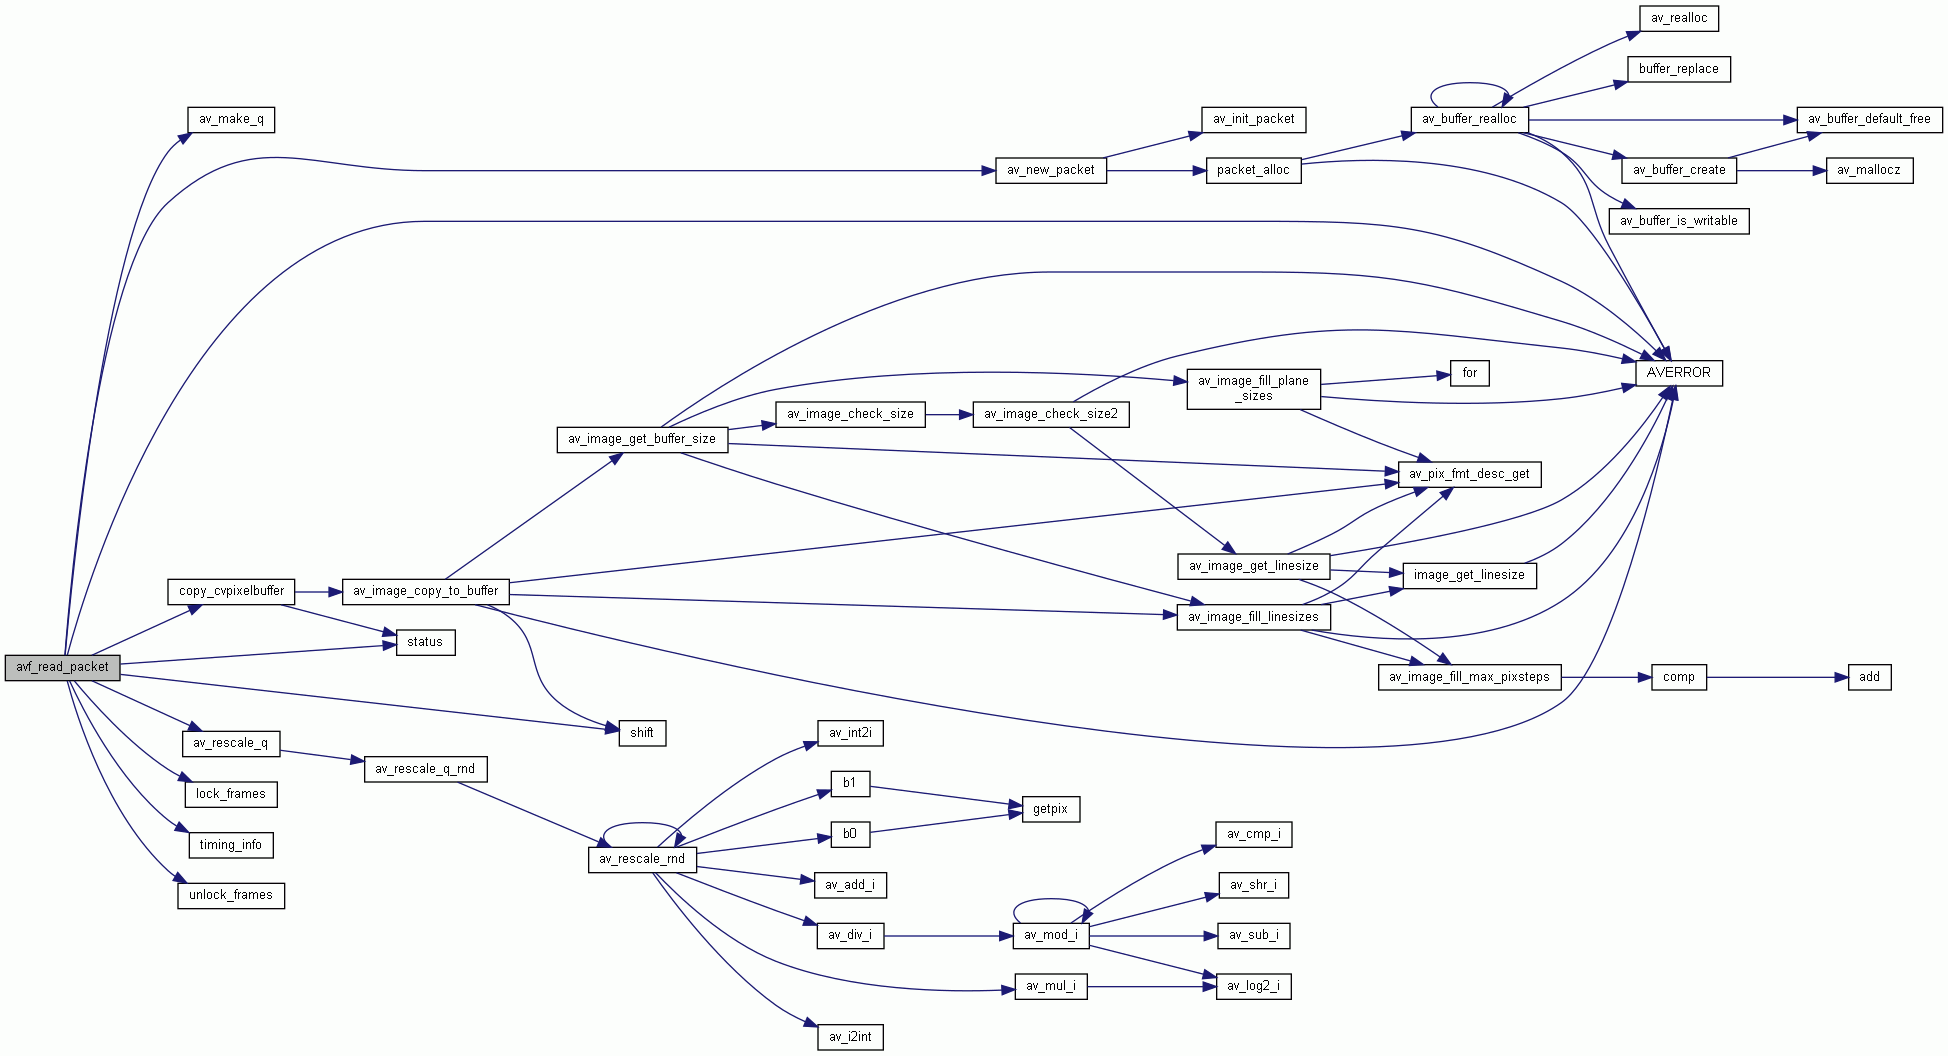 av_realloc
buffer_replace
av_make_q
av_init_packet
av_buffer_realloc
av_buffer_default_free
av_new_packet
packet_alloc
av_buffer_create
av_mallocz
av_buffer_is_writable
AVERROR
av_image_fill_plane
_sizes
for
av_image_check_size
av_image_check_size2
av_image_get_buffer_size
av_pix_fmt_desc_get
av_image_get_linesize
image_get_linesize
copy_cvpixelbuffer
av_image_copy_to_buffer
av_image_fill_linesizes
status
avf_read_packet
av_image_fill_max_pixsteps
comp
add
shift
av_int2i
av_rescale_q
av_rescale_q_rnd
b1
lock_frames
getpix
b0
av_cmp_i
timing_info
av_rescale_rnd
av_add_i
av_shr_i
unlock_frames
av_div_i
av_mod_i
av_sub_i
av_mul_i
av_log2_i
av_i2int